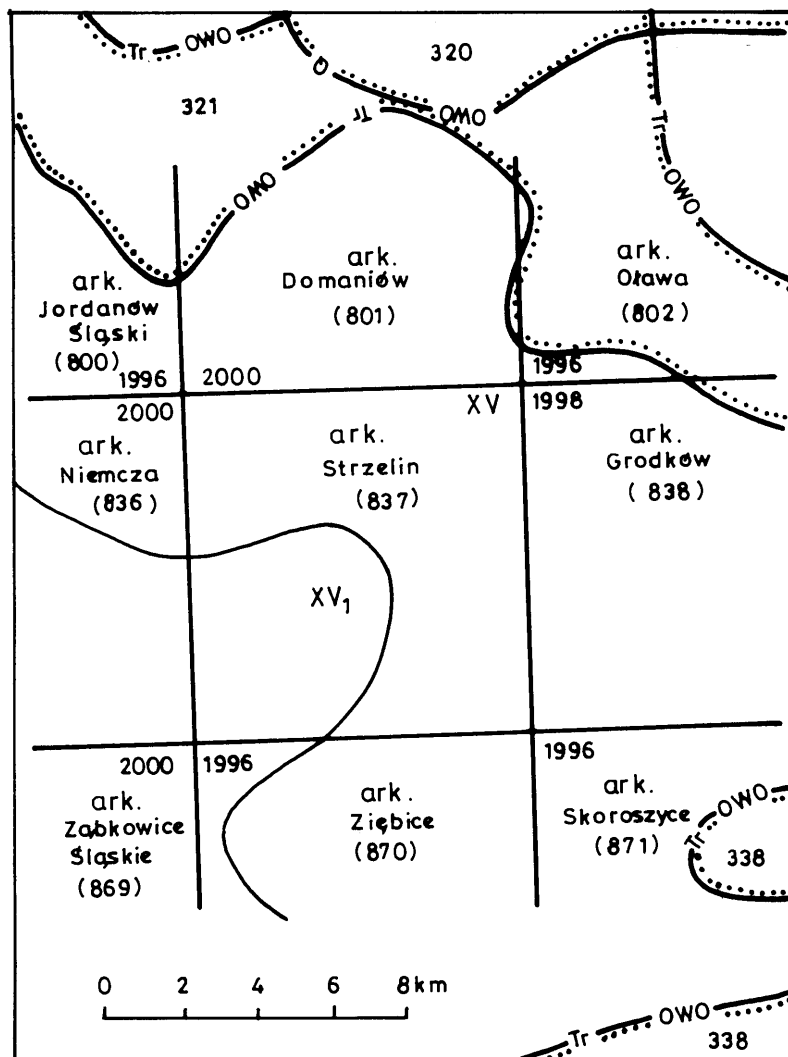 Tr OWO
Q
320
321
Tr
OWO
OWO
Tr
OWO
ark.
Jordanów
Śląski
(800)
ark.
Domaniów
(801)
ark.
Oława
(802)
1996 2000
1996
2000
XV 1998
ark.
Niemcza
(836)
ark.
Strzelin
(837)
ark.
Grodków
(838)
XV1
2000 1996
1996
ark.
Ząbkowice
Śląskie
(869)
ark.
Ziębice
(870)
ark.
Skoroszyce
(871)
Tr OWO
338
0 2 4 6 8km
Tr OWO
338